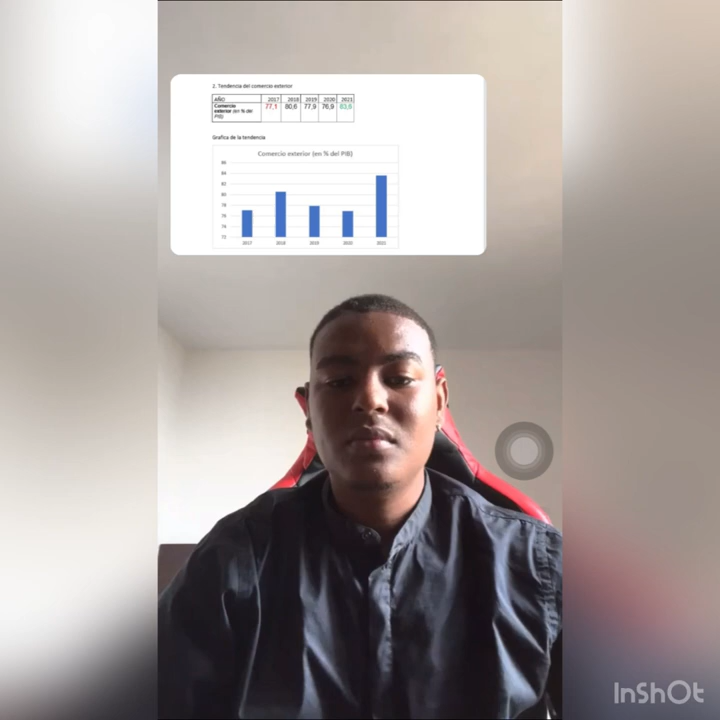 2. Tendencia del comercio exterior
AÑO 2017 2018 2019 2020 2021
Comercio exterior (en % del PIB) 77,1 80,6 77,9 76,9 83,6
Grafica de la tendencia
Comercio exterior (en % del PIB)
86
84
82
80
78
76
74
72
2017 2018 2019 2020 2021
InShOt